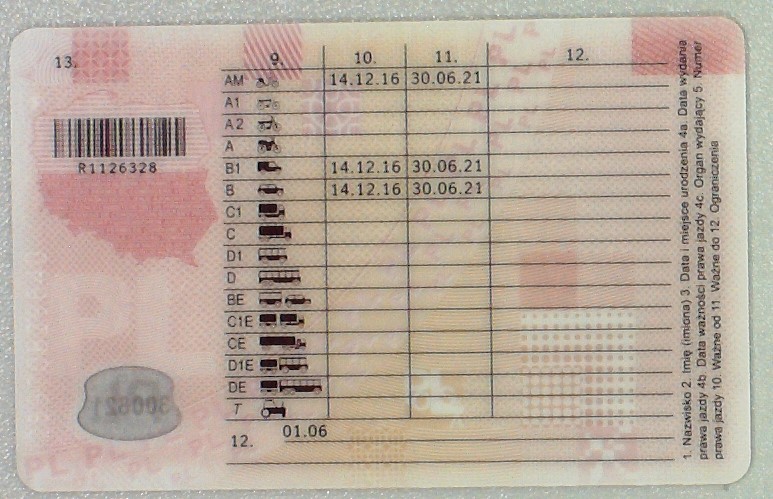 13.
9. 10. 11. 12.
AM 14.12.16 30.06.21
A1
A2
A
B1 14.12.16 30.06.21
B 14.12.16 30.06.21
C1
C
D1
D
BE
C1E
CE
D1E
DE
T
12. 01.06
R1126328
1. Nazwisko 2. Imię (imiona) 3. Data i miejsce urodzenia 4a. Data wydania
prawa jazdy 4b. Data ważności prawa jazdy 4c. Organ wydający 5. Numer
prawa jazdy 10. Ważne od 11. Ważne do 12. Ograniczenia
300621
PL PL PL